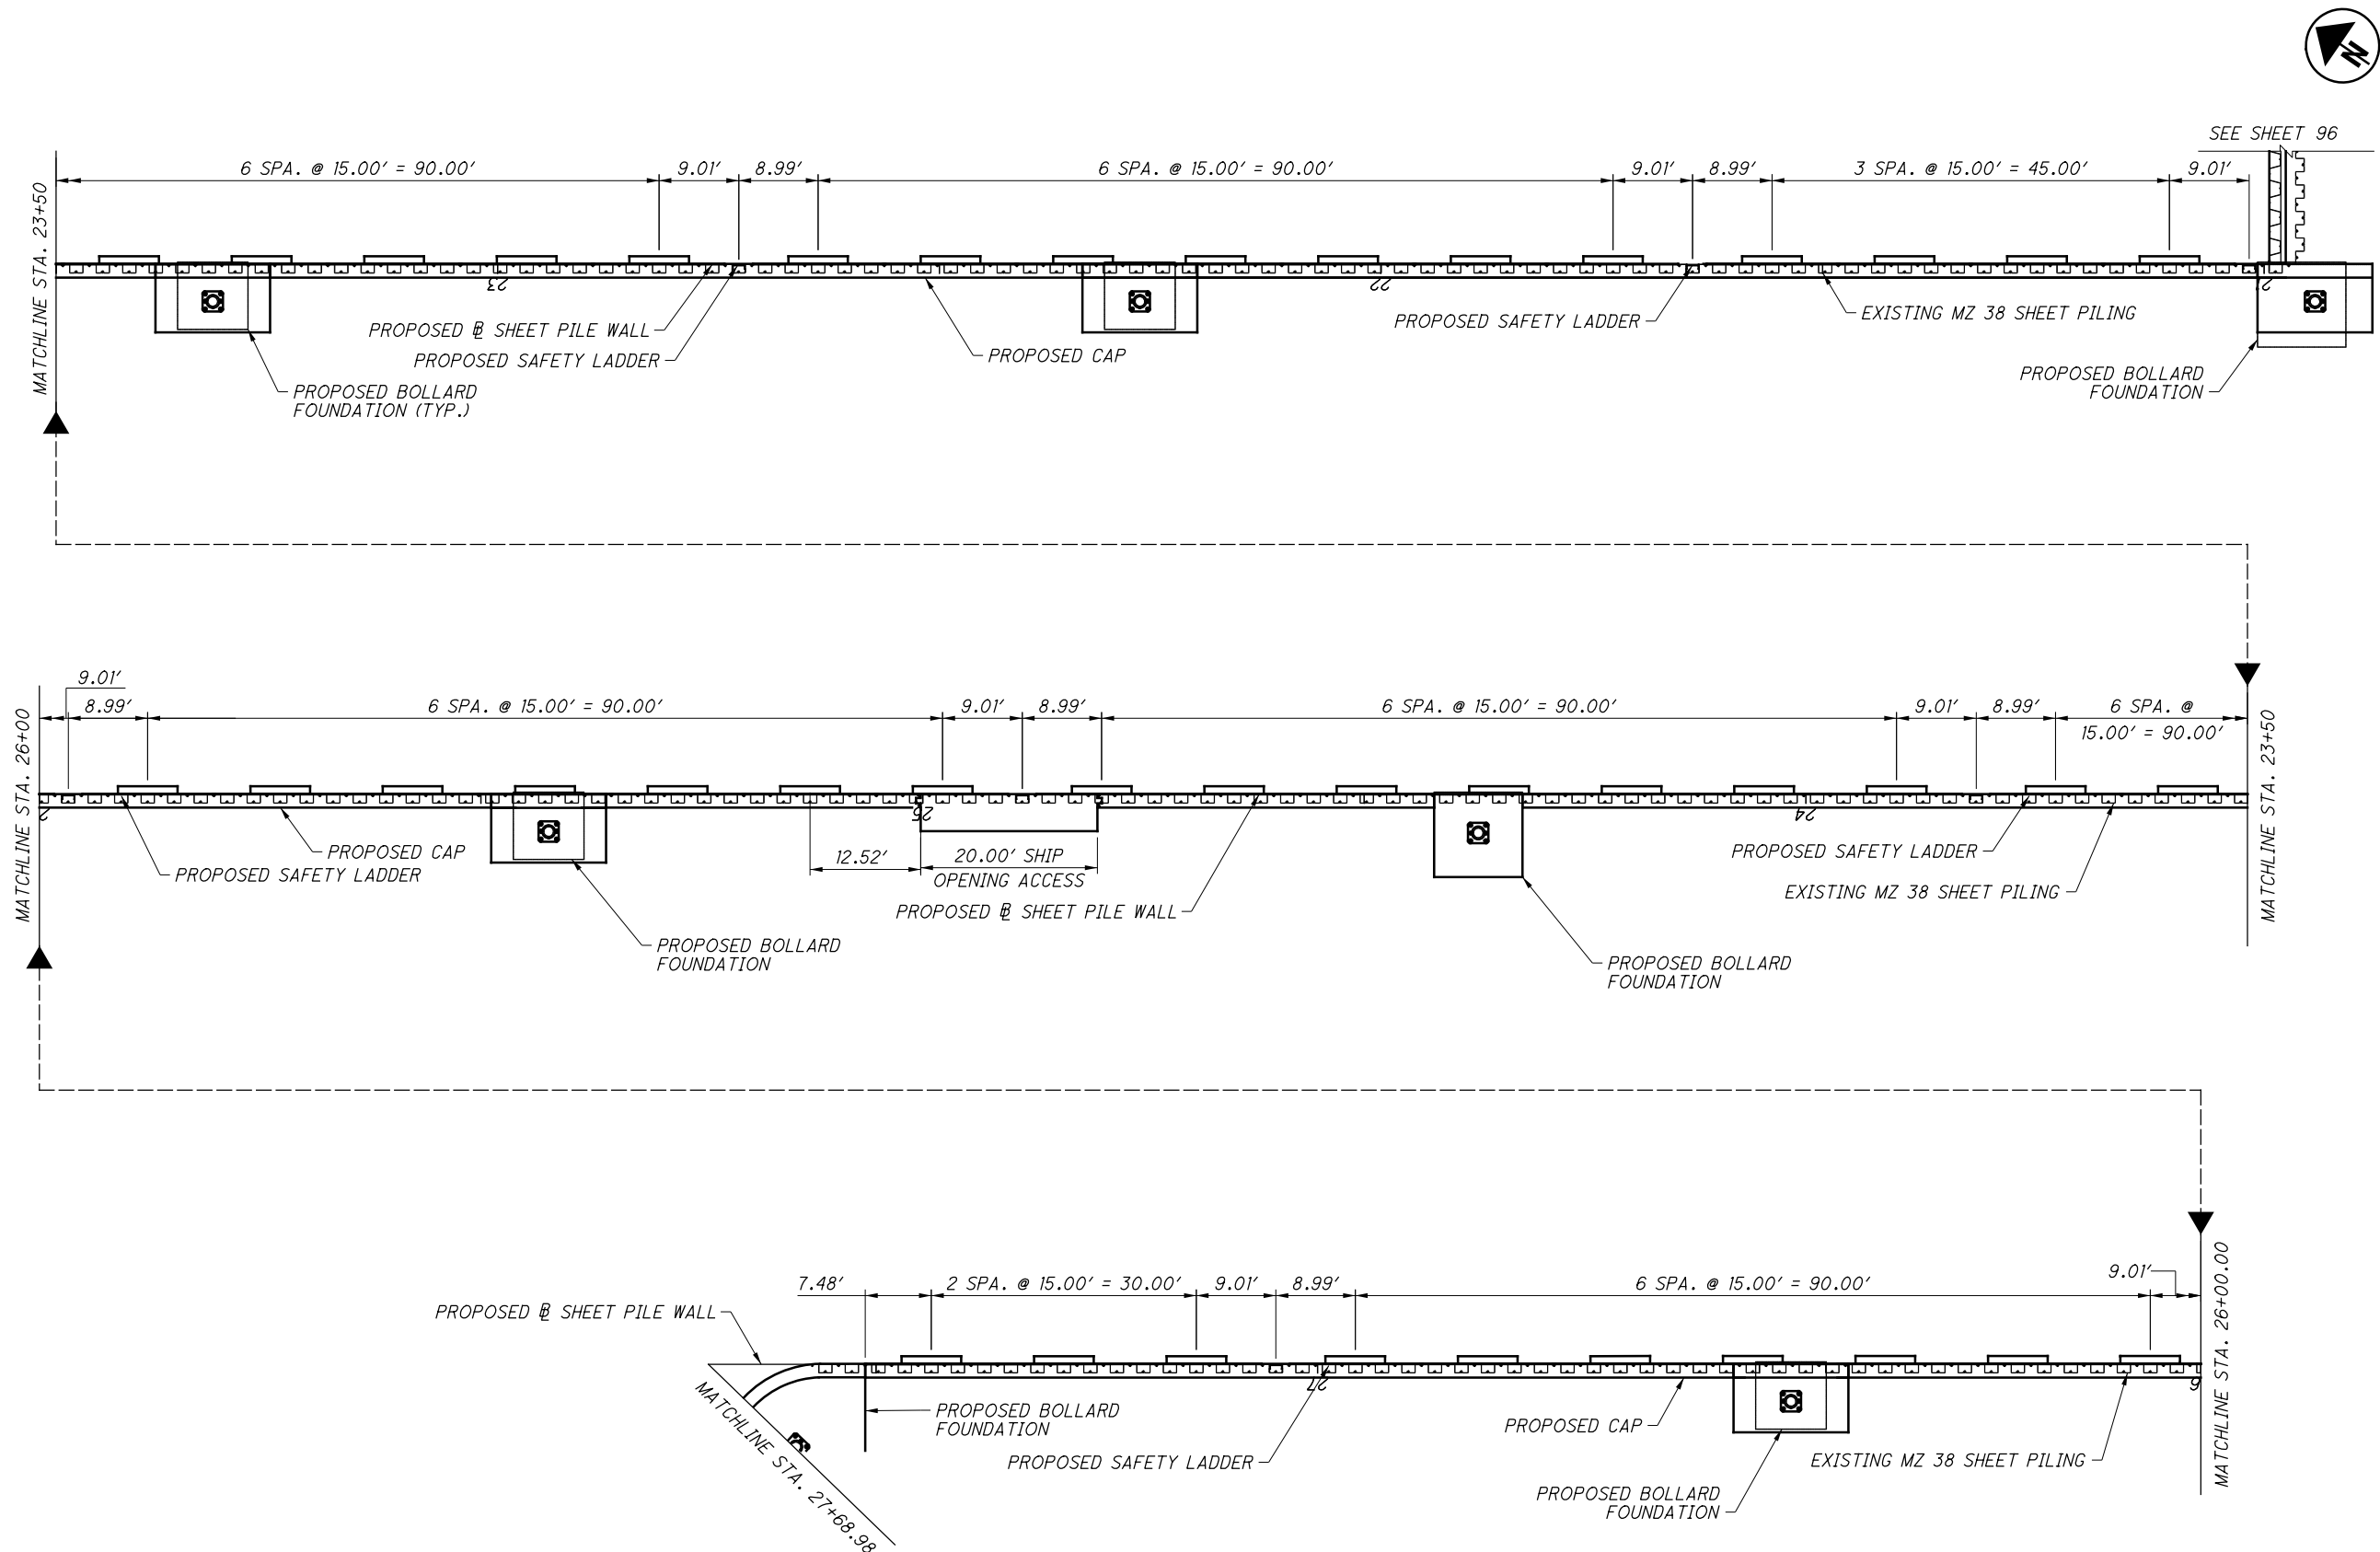 N
SEE SHEET 96
6 SPA. @ 15.00' = 90.00'
9.01'
8.99'
6 SPA. @ 15.00' = 90.00'
9.01'
8.99'
3 SPA. @ 15.00' = 45.00'
9.01'
MATCHLINE STA. 23+50
23
22
2
PROPOSED ⅊ SHEET PILE WALL
PROPOSED SAFETY LADDER
PROPOSED CAP
PROPOSED SAFETY LADDER
EXISTING MZ 38 SHEET PILING
PROPOSED BOLLARD
FOUNDATION (TYP.)
PROPOSED BOLLARD
FOUNDATION
9.01'
8.99'
6 SPA. @ 15.00' = 90.00'
9.01'
8.99'
6 SPA. @ 15.00' = 90.00'
9.01'
8.99'
6 SPA. @
15.00' = 90.00'
MATCHLINE STA. 26+00
MATCHLINE STA. 23+50
2
25
24
PROPOSED CAP
PROPOSED SAFETY LADDER
12.52'
20.00' SHIP
OPENING ACCESS
PROPOSED ⅊ SHEET PILE WALL
PROPOSED SAFETY LADDER
EXISTING MZ 38 SHEET PILING
PROPOSED BOLLARD
FOUNDATION
PROPOSED BOLLARD
FOUNDATION
7.48'
2 SPA. @ 15.00' = 30.00'
9.01'
8.99'
6 SPA. @ 15.00' = 90.00'
9.01'
MATCHLINE STA. 26+00.00
PROPOSED ⅊ SHEET PILE WALL
27
6
MATCHLINE STA. 27+68.98
PROPOSED BOLLARD
FOUNDATION
PROPOSED SAFETY LADDER
PROPOSED CAP
EXISTING MZ 38 SHEET PILING
PROPOSED BOLLARD
FOUNDATION